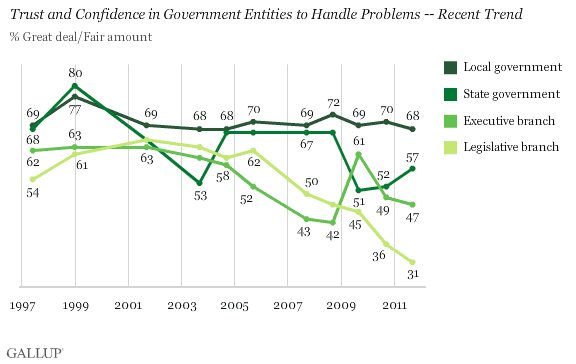 Trust and Confidence in Government Entities to Handle Problems -- Recent Trend
% Great deal/Fair amount
80
69 77 69 68 68 70 69 72 69 70 68
68 63 63 58 62 67 61 57
62 61 53 52 50 51 52
54 43 42 45 49 47
36 31
Local government
State government
Executive branch
Legislative branch
1997 1999 2001 2003 2005 2007 2009 2011
GALLUP®